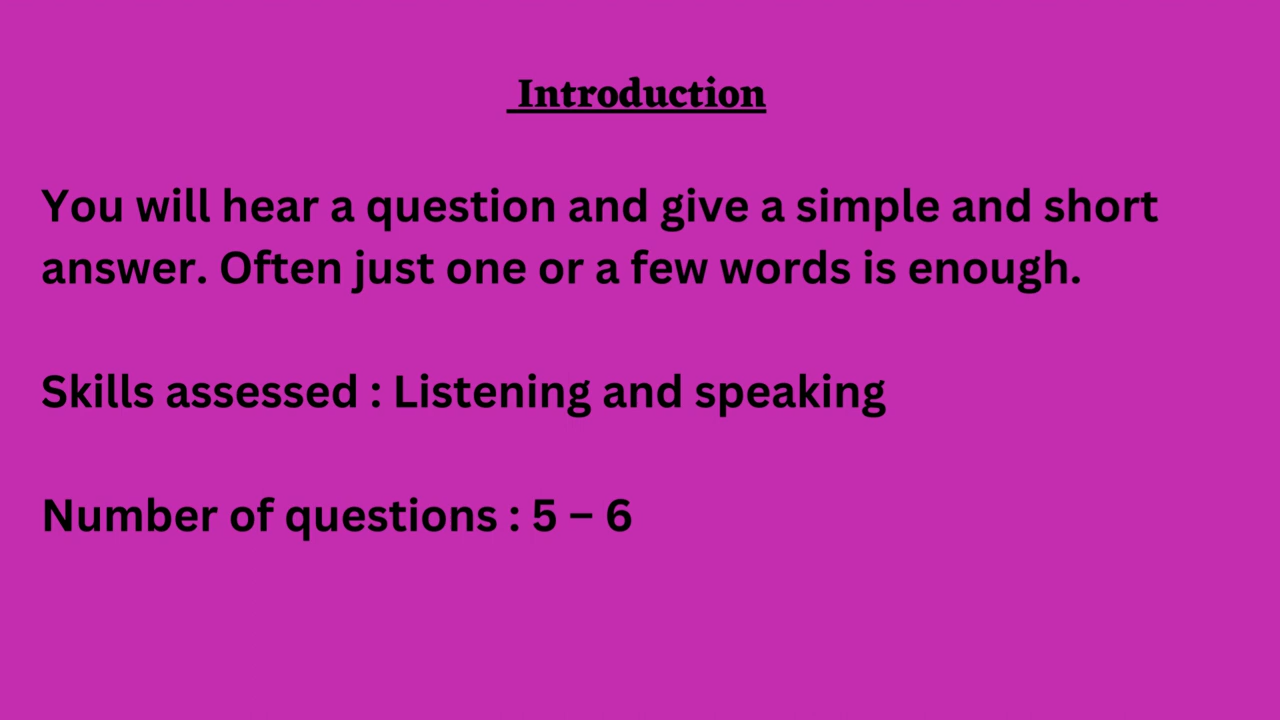 Introduction
You will hear a question and give a simple and short
answer. Often just one or a few words is enough.
Skills assessed : Listening and speaking
Number of questions : 5 – 6